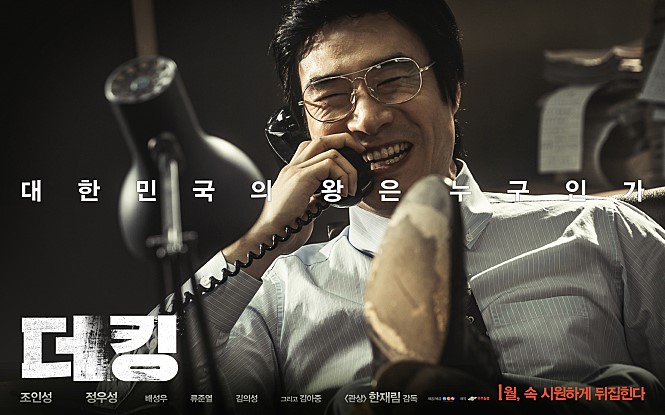 대한민국의 왕은 누구인가
더킹
조인성 정우성 배성우 류준열 김의성 그리고 김아중 <관상> 한재림 감독
1월, 속 시원하게 뒤집힌다